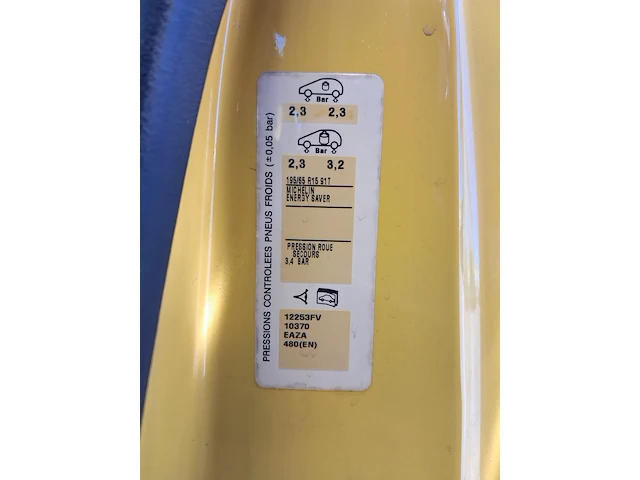 PRESSIONS CONTROLEES PNEUS FROIDS (±0,05 bar)
Bar
2,3 2,3
Bar
2,3 3,2
195/65 R15 91T
MICHELIN
ENERGY SAVER
PRESSION ROUE
SECOURS
3,4 BAR
12253FV
10370
EAZA
480(EN)